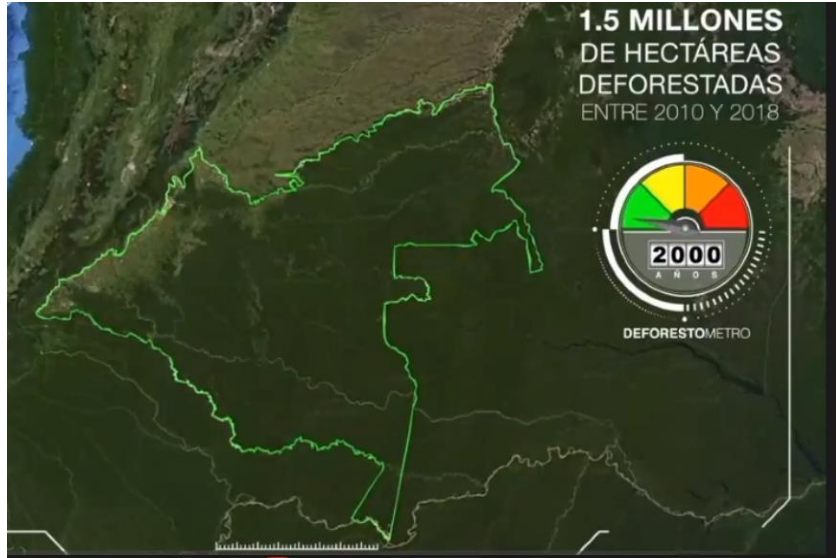 1.5 MILLONES
DE HECTÁREAS
DEFORESTADAS
ENTRE 2010 Y 2018
2000
AÑOS
DEFORESTOMETRO